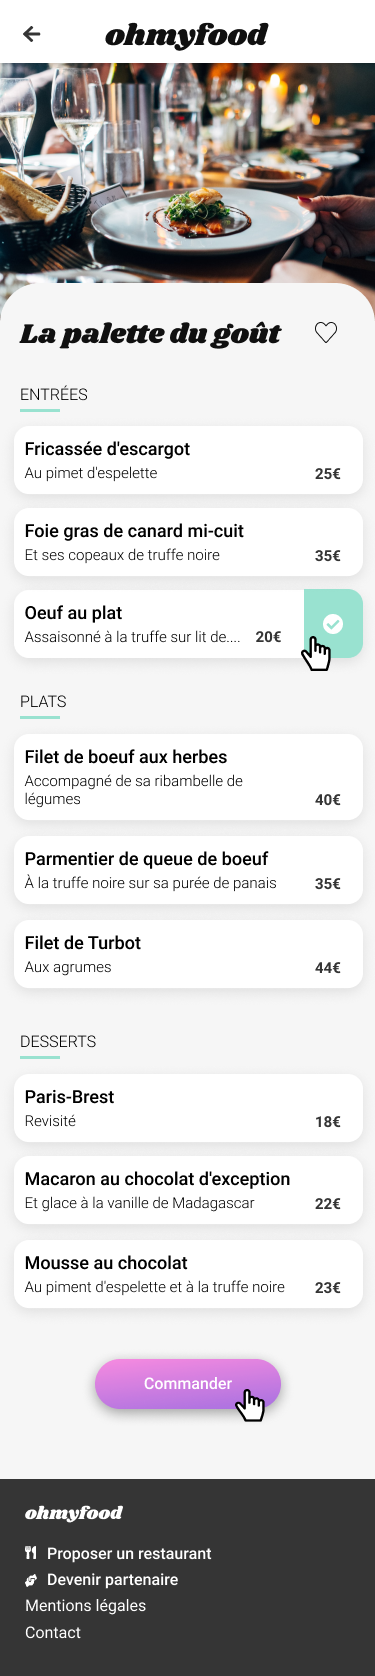 ohmyfood
La palette du goût
ENTRÉES
Fricassée d'escargot
Au pimet d'espelette
25€
Foie gras de canard mi-cuit
Et ses copeaux de truffe noire
35€
Oeuf au plat
Assaisonné à la truffe sur lit de....
20€
PLATS
Filet de boeuf aux herbes
Accompagné de sa ribambelle de
légumes
40€
Parmentier de queue de boeuf
À la truffe noire sur sa purée de panais
35€
Filet de Turbot
Aux agrumes
44€
DESSERTS
Paris-Brest
Revisité
18€
Macaron au chocolat d'exception
Et glace à la vanille de Madagascar
22€
Mousse au chocolat
Au piment d'espelette et à la truffe noire
23€
Commander
ohmyfood
Proposer un restaurant
Devenir partenaire
Mentions légales
Contact